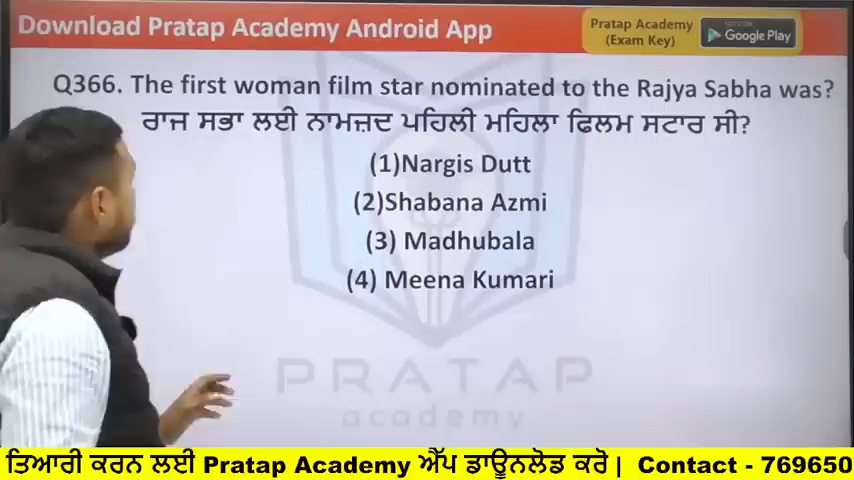 Download Pratap Academy Android App
Pratap Academy
(Exam Key)
Google Play
Q366. The first woman film star nominated to the Rajya Sabha was?
ਰਾਜ ਸਭਾ ਲਈ ਨਾਮਜ਼ਦ ਪਹਿਲੀ ਮਹਿਲਾ ਫਿਲਮ ਸਟਾਰ ਸੀ?
(1)Nargis Dutt
(2)Shabana Azmi
(3) Madhubala
(4) Meena Kumari
PRATAP
academy
ਤਿਆਰੀ ਕਰਨ ਲਈ Pratap Academy ਐੱਪ ਡਾਊਨਲੋਡ ਕਰੋ | Contact - 769650